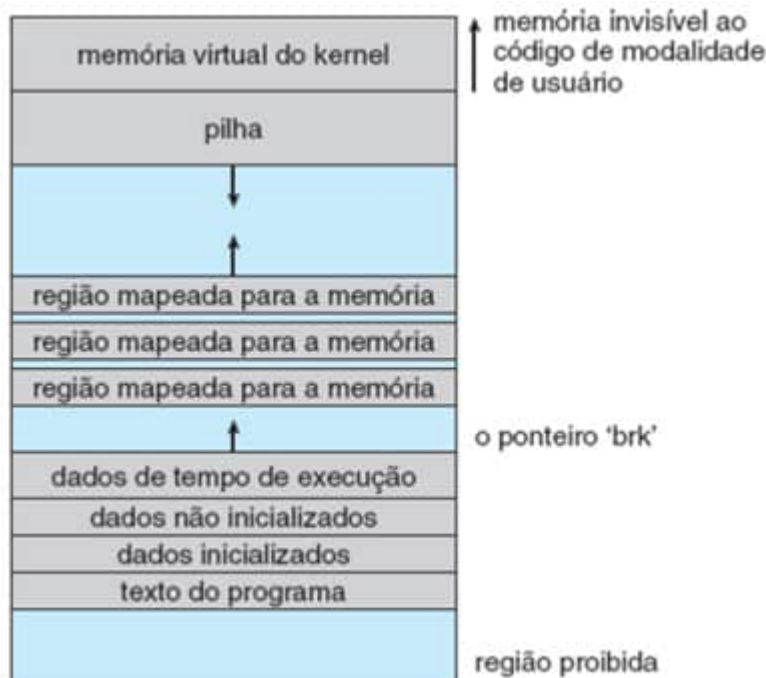 memória virtual do kernel
memória invisível ao
código de modalidade
de usuário
pilha
região mapeada para a memória
região mapeada para a memória
região mapeada para a memória
o ponteiro ‘brk’
dados de tempo de execução
dados não inicializados
dados inicializados
texto do programa
região proibida